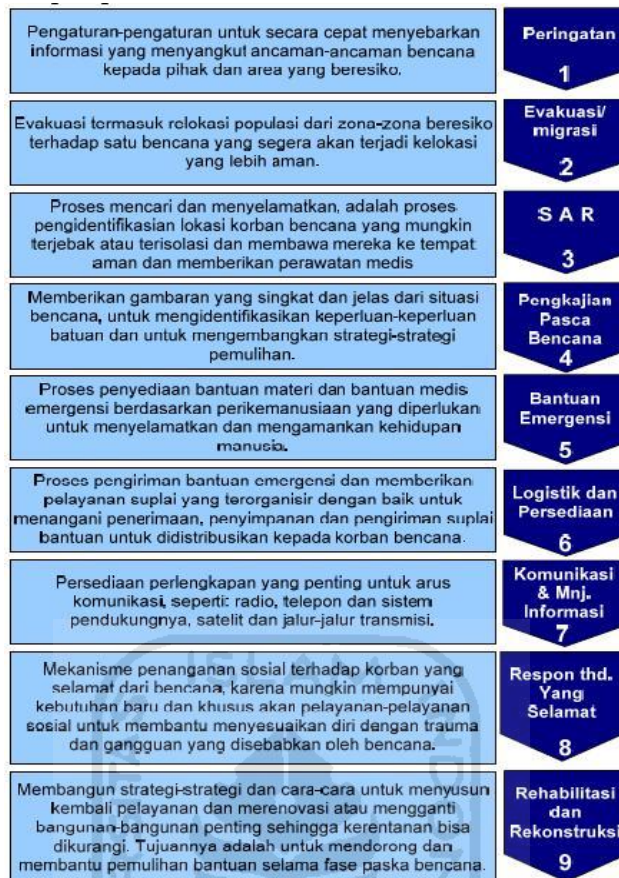 Pengaturan-pengaturan untuk secara cepat menyebarkan
informasi yang menyangkut ancaman-ancaman bencana
kepada pihak dan area yang beresiko.
Peringatan
1
Evakuasi termasuk relokasi populasi dari zona-zona beresiko
terhadap satu bencana yang segera akan terjadi kelokasi
yang lebih aman.
Evakuasi/
migrasi
2
Proses mencari dan menyelamatkan, adalah proses
pengidentifikasian lokasi korban bencana yang mungkin
terjebak atau terisolasi dan membawa mereka ke tempat
aman dan memberikan perawatan medis
S A R
3
Memberikan gambaran yang singkat dan jelas dari situasi
bencana, untuk mengidentifikasikan keperluan-keperluan
batuan dan untuk mengembangkan strategi-strategi
pemulihan.
Pengkajian
Pasca
Bencana
4
Proses penyediaan bantuan materi dan bantuan medis
emergensi berdasarkan perikemanusiaan yang diperlukan
untuk menyelamatkan dan mengamankan kehidupan
manusia.
Bantuan
Emergensi
5
Proses pengiriman bantuan emergensi dan memberikan
pelayanan suplai yang terorganisir dengan baik untuk
menangani penerimaan, penyimpanan dan pengiriman suplai
bantuan untuk didistribusikan kepada korban bencana.
Logistik dan
Persediaan
6
Persediaan perlengkapan yang penting untuk arus
komunikasi, seperti: radio, telepon dan sistem
pendukungnya, satelit dan jalur-jalur transmisi.
Komunikasi
& Mnj.
Informasi
7
Mekanisme penanganan sosial terhadap korban yang
selamat dari bencana, karena mungkin mempunyai
kebutuhan baru dan khusus akan pelayanan-pelayanan
sosial untuk membantu menyesuaikan diri dengan trauma
dan gangguan yang disebabkan oleh bencana.
Respon thd.
Yang
Selamat
8
Membangun strategi-strategi dan cara-cara untuk menyusun
kembali pelayanan dan merenovasi atau mengganti
bangunan-bangunan penting sehingga kerentanan bisa
dikurangi. Tujuannya adalah untuk mendorong dan
membantu pemulihan bantuan selama fase paska bencana.
Rehabilitasi
dan
Rekonstruksi
9
ISLAM